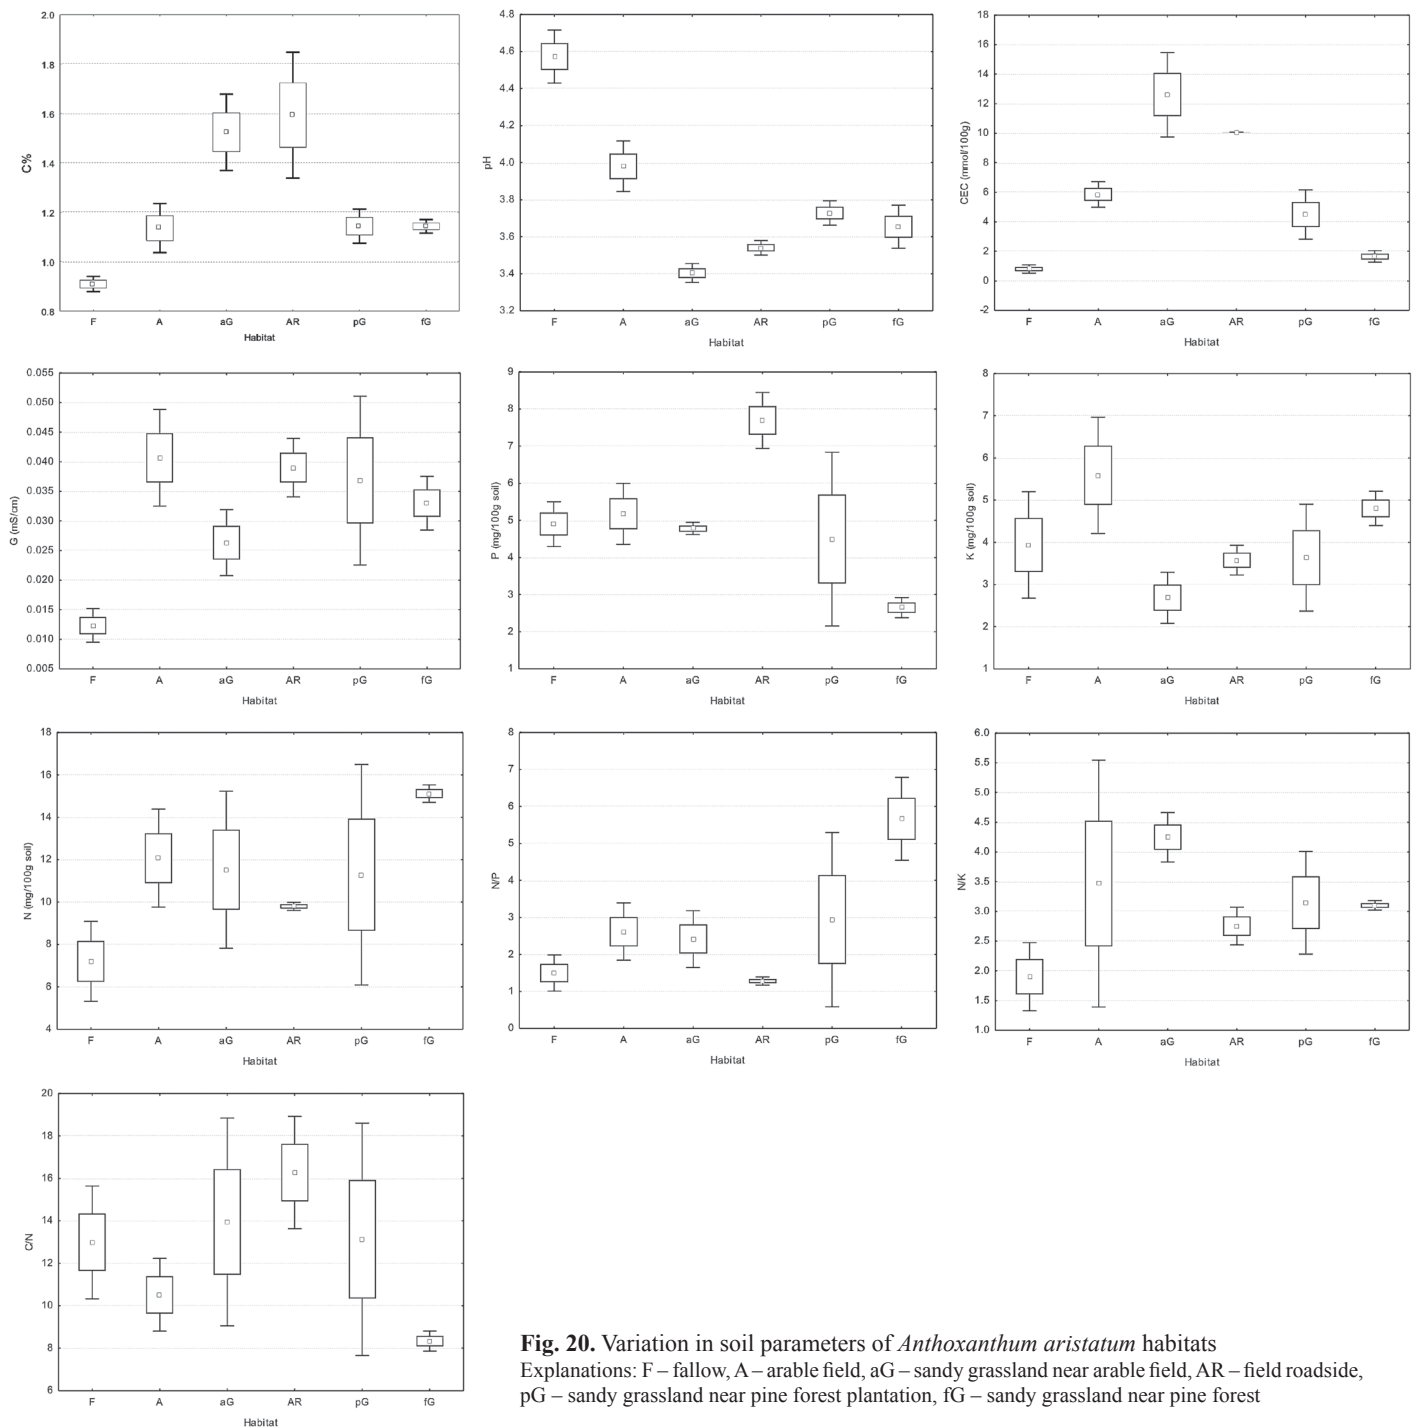 2.0
1.8
1.6
1.4
1.2
1.0
0.8
C%
F A aG AR pG fG
Habitat
4.8
4.6
4.4
4.2
4.0
3.8
3.6
3.4
3.2
pH
F A aG AR pG fG
Habitat
18
16
14
12
10
8
6
4
2
0
-2
CEC (mmol/100g)
F A aG AR pG fG
Habitat
0.055
0.050
0.045
0.040
0.035
0.030
0.025
0.020
0.015
0.010
0.005
G (mS/cm)
F A aG AR pG fG
Habitat
9
8
7
6
5
4
3
2
1
P (mg/100g soil)
F A aG AR pG fG
Habitat
8
7
6
5
4
3
2
1
K (mg/100g soil)
F A aG AR pG fG
Habitat
18
16
14
12
10
8
6
4
N (mg/100g soil)
F A aG AR pG fG
Habitat
8
7
6
5
4
3
2
1
0
N/P
F A aG AR pG fG
Habitat
6.0
5.5
5.0
4.5
4.0
3.5
3.0
2.5
2.0
1.5
1.0
N/K
F A aG AR pG fG
Habitat
20
18
16
14
12
10
8
6
C/N
F A aG AR pG fG
Habitat
Fig. 20. Variation in soil parameters of Anthoxanthum aristatum habitats
Explanations: F – fallow, A – arable field, aG – sandy grassland near arable field, AR – field roadside,
pG – sandy grassland near pine forest plantation, fG – sandy grassland near pine forest